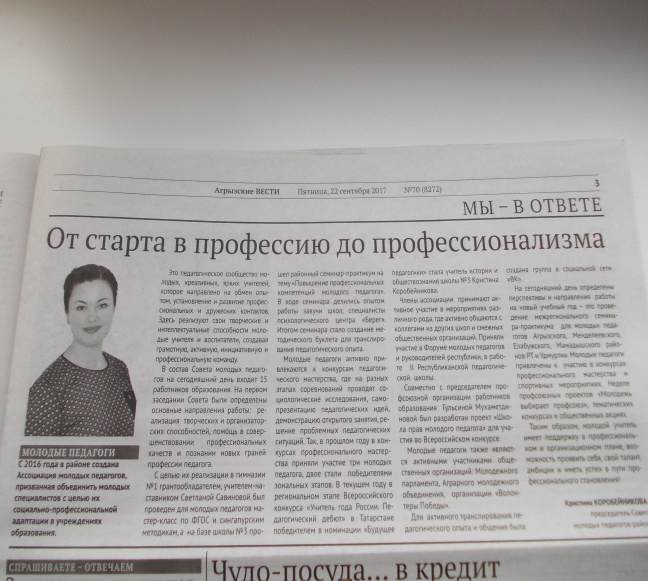 Агрызские ВЕСТИ Пятница, 22 сентября 2017 №70 (8272) 3
МЫ – В ОТВЕТЕ
От старта в профессию до профессионализма
МОЛОДЫЕ ПЕДАГОГИ
С 2016 года в районе создана
Ассоциация молодых педагогов,
призванная объединить молодых
специалистов с целью их
социально-профессиональной
адаптации в учреждениях
образования.
Это педагогическое сообщество мо-
лодых, креативных, ярких учителей,
которое направлено на обмен опы-
том, установление и развитие профес-
сиональных и дружеских контактов.
Здесь реализуют свои творческие и
интеллектуальные способности моло-
дые учителя и воспитатели, создавая
грамотную, активную, инициативную и
профессиональную команду.
В состав Совета молодых педаго-
гов на сегодняшний день входит 15
работников образования. На первом
заседании Совета были определены
основные направления работы: ре-
ализация творческих и организатор-
ских способностей, помощь в совер-
шенствовании профессиональных
качеств и познании новых граней
профессии педагога.
С целью их реализации в гимназии
№1 грантообладателем, учителем-на-
ставником Светланой Савиновой был
проведен для молодых педагогов ма-
стер-класс по ФГОС и сингапурским
методикам, а на базе школы №3 про-
шел районный семинар-практикум на
тему «Повышение профессиональных
компетенций молодого педагога».
В ходе семинара делились опытом
работы завучи школ, специалисты
психологического центра «Берег».
Итогом семинара стало создание ме-
тодического буклета для транслиро-
вания педагогического опыта.
Молодые педагоги активно при-
влекаются к конкурсам педагогиче-
ского мастерства, где на разных
этапах соревнований проводят со-
циологические исследования, само-
презентацию педагогических идей,
демонстрацию открытого занятия, ре-
шение проблемных педагогических
ситуаций. Так, в прошлом году в кон-
курсах профессионального мастер-
ства приняли участие три молодых
педагога, двое стали победителями
зональных этапов. В текущем году в
региональном этапе Всероссийского
конкурса «Учитель года России. Пе-
дагогический дебют» в Татарстане
победителем в номинации «Будущее
педагогики» стала учитель истории и
обществознания школы №3 Кристина
Коробейникова.
Члены ассоциации принимают ак-
тивное участие в мероприятиях раз-
личного рода, где активно общаются с
коллегами из других школ и смежных
общественных организаций. Приняли
участие в Форуме молодых педагогов
и руководителей республики, в рабо-
те II Республиканской педагогиче-
ской школы.
Совместно с председателем про-
фсоюзной организации работников
образования Гульсиной Мухамеди-
новой был разработан проект «Шко-
ла прав молодого педагога» для уча-
стия во Всероссийском конкурсе.
Молодые педагоги также являют-
ся активными участниками обще-
ственных организаций: Молодежного
парламента, Аграрного молодежного
объединения, организации «Волон-
теры Победы».
Для активного транслирования пе-
дагогического опыта и общения была
создана группа в социальной сети
«ВК».
На сегодняшний день определены
перспективы и направления работы
на новый учебный год – это прове-
дение межрегионального семина-
ра-практикума для молодых педа-
гогов Агрызского, Менделеевского,
Елабужского, Мамадышского райо-
нов РТ и Удмуртии. Молодые педагоги
привлечены к участию в конкурсах
профессионального мастерства и
спортивных мероприятиях, Неделе
профсоюзных проектов «Молодежь
выбирает профсоюз», тематических
конкурсах и общественных акциях.
Таким образом, молодой учитель
имеет поддержку в профессиональ-
ном и организационном плане, воз-
можность проявить себя, свой талант,
амбиции и иметь успех в пути про-
фессионального становления!
Кристина КОРОБЕЙНИКОВА,
председатель Совета
молодых педагогов
СПРАШИВАЕТЕ – ОТВЕЧАЕМ
Чудо-посуда... в кредит